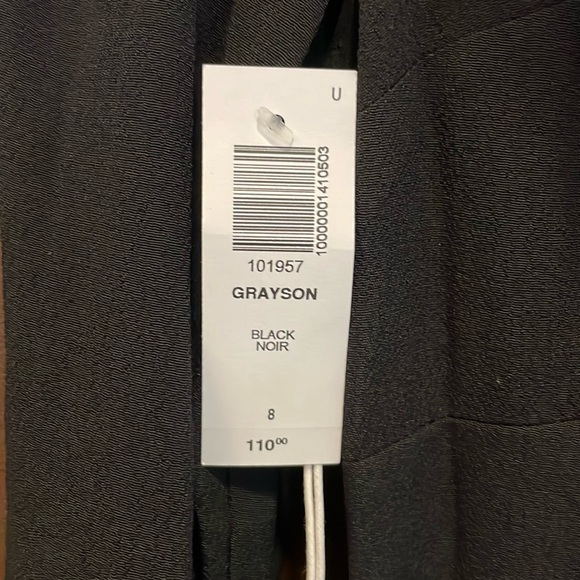 U
10000001410503
101957
GRAYSON
BLACK
NOIR
8
110⁰⁰